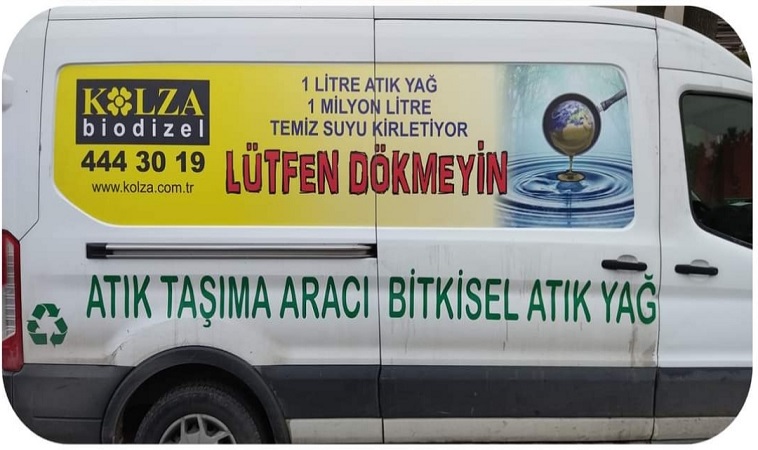 KOLZA
biodizel
444 30 19
www.kolza.com.tr
1 LİTRE ATIK YAĞ
1 MİLYON LİTRE
TEMİZ SUYU KİRLETİYOR
LÜTFEN DÖKMEYİN
ATIK TAŞIMA ARACI BİTKİSEL ATIK YAĞ